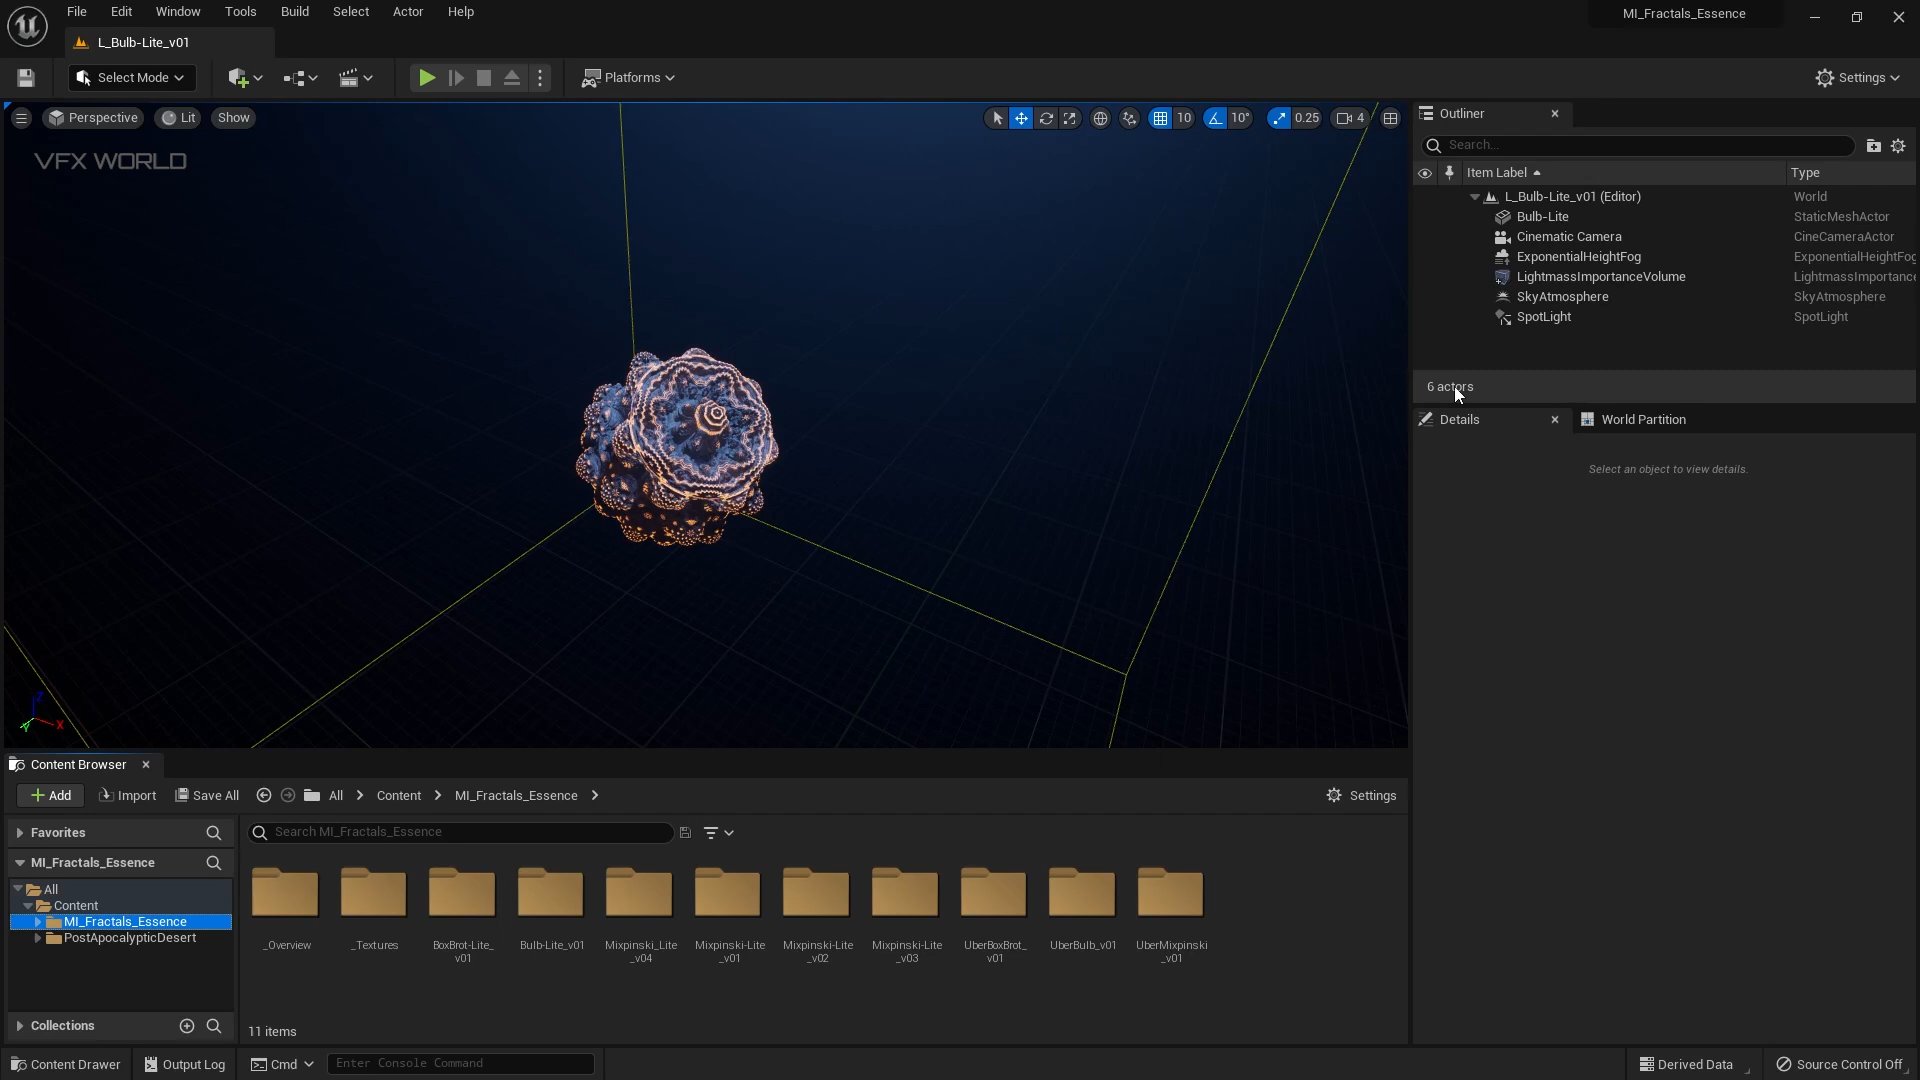 File Edit Window Tools Build Select Actor Help
MI_Fractals_Essence
L_Bulb-Lite_v01
Select Mode
Platforms
Settings
Perspective Lit Show
10 10° 0.25 4
VFX WORLD
Z
X
Y
Outliner
Search...
Item Label Type
L_Bulb-Lite_v01 (Editor) World
Bulb-Lite StaticMeshActor
Cinematic Camera CineCameraActor
ExponentialHeightFog ExponentialHeightFog
LightmassImportanceVolume LightmassImportance
SkyAtmosphere SkyAtmosphere
SpotLight SpotLight
6 actors
Details World Partition
Select an object to view details.
Content Browser
Add Import Save All All Content MI_Fractals_Essence Settings
Favorites
Search MI_Fractals_Essence
MI_Fractals_Essence
All
Content
MI_Fractals_Essence
PostApocalypticDesert
Collections
_Overview
_Textures
BoxBrot-Lite_
v01
Bulb-Lite_v01
Mixpinski_Lite
_v04
Mixpinski-Lite
_v01
Mixpinski-Lite
_v02
Mixpinski-Lite
_v03
UberBoxBrot_
v01
UberBulb_v01
UberMixpinski
_v01
11 items
Content Drawer Output Log Cmd Enter Console Command Derived Data Source Control Off